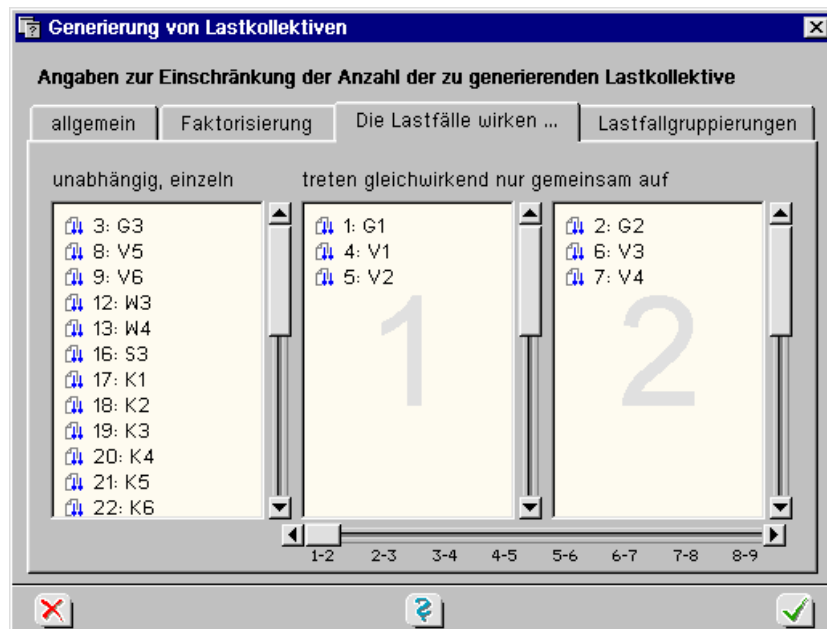 Generierung von Lastkollektiven
Angaben zur Einschränkung der Anzahl der zu generierenden Lastkollektive
allgemein Faktorisierung Die Lastfälle wirken ... Lastfallgruppierungen
unabhängig, einzeln
3: G3
8: V5
9: V6
12: W3
13: W4
16: S3
17: K1
18: K2
19: K3
20: K4
21: K5
22: K6
treten gleichwirkend nur gemeinsam auf
1: G1
4: V1
5: V2
1
2: G2
6: V3
7: V4
2
1-2 2-3 3-4 4-5 5-6 6-7 7-8 8-9